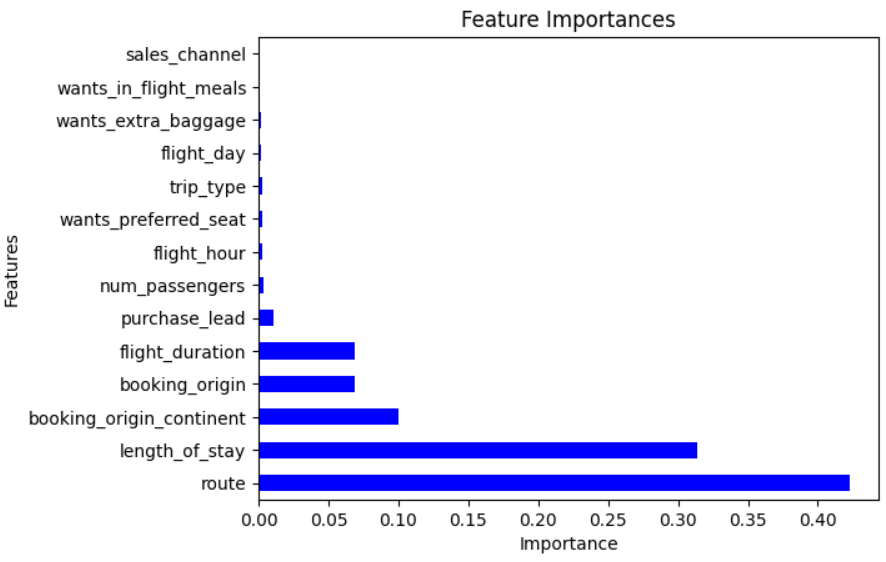 Feature Importances
sales_channel
wants_in_flight_meals
wants_extra_baggage
flight_day
trip_type
wants_preferred_seat
flight_hour
num_passengers
purchase_lead
flight_duration
booking_origin
booking_origin_continent
length_of_stay
route
Features
0.00 0.05 0.10 0.15 0.20 0.25 0.30 0.35 0.40
Importance